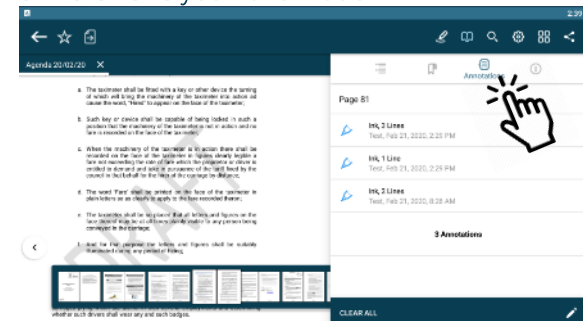 2:39
Agenda 20/02/20 X
Annotations
a. The taximeter shall be fitted with a key or other device the turning
of which will bring the machinery of the taximeter into action and
cause the word, "Hired" to appear on the face of the taximeter;
b. Such key or device shall be capable of being locked in such a
position that the machinery of the taximeter is not in action and no
fare is recorded on the face of the taximeter;
c. When the machinery of the taximeter is in action there shall be
recorded on the face of the taximeter in figures clearly legible a
fare not exceeding the rate of fare which the proprietor or driver is
entitled to demand and take in pursuance of the tariff fixed by the
council in that behalf for the hire of the carriage by distance;
d. The word 'Fare' shall be printed on the face of the taximeter in
plain letters so as clearly to apply to the fare recorded thereon;
e. The taximeter shall be so placed that all letters and figures on the
face thereof may be at all times plainly visible to any person being
conveyed in the carriage;
f. And for that purpose the letters and figures shall be suitably
illuminated during any period of hiring;
DRAFT
whether such drivers shall wear any and each badges.
Page 81
Ink, 2 Lines
Test, Feb 21, 2020, 2:25 PM
Ink, 1 Line
Test, Feb 21, 2020, 2:29 PM
Ink, 2 Lines
Test, Feb 21, 2020, 8:28 AM
3 Annotations
CLEAR ALL